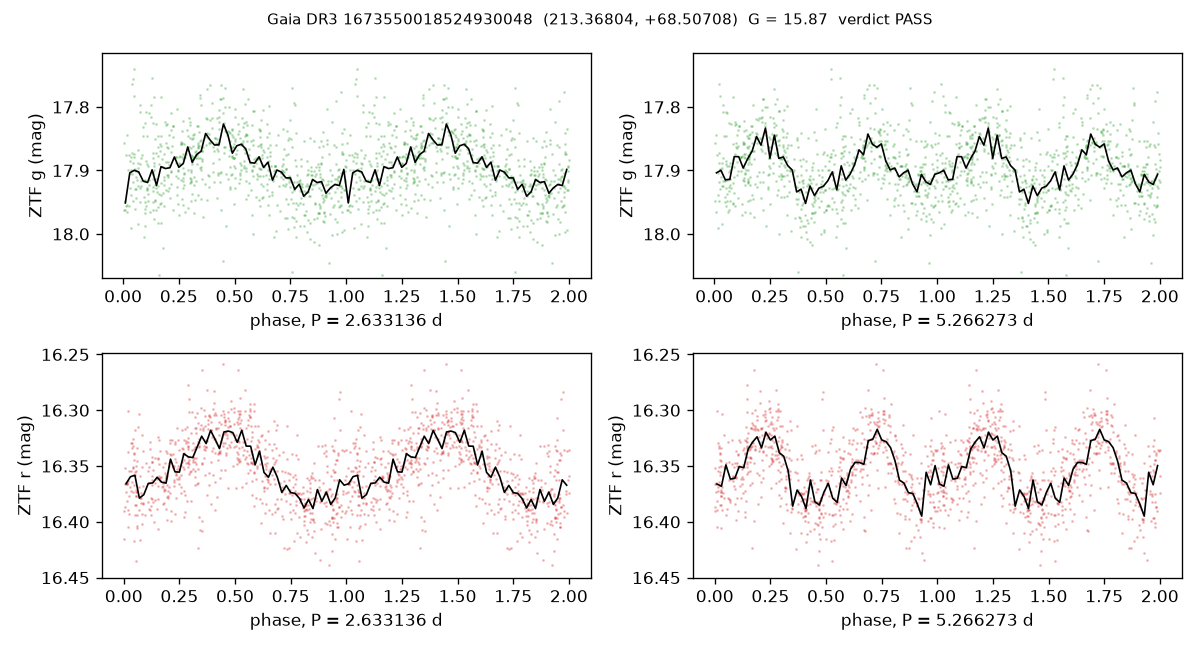 Gaia DR3 1673550018524930048 (213.36804, +68.50708) G = 15.87 verdict PASS
ZTF g (mag)
17.8
17.9
18.0
0.00 0.25 0.50 0.75 1.00 1.25 1.50 1.75 2.00
phase, P = 2.633136 d
ZTF g (mag)
17.8
17.9
18.0
0.00 0.25 0.50 0.75 1.00 1.25 1.50 1.75 2.00
phase, P = 5.266273 d
ZTF r (mag)
16.25
16.30
16.35
16.40
16.45
0.00 0.25 0.50 0.75 1.00 1.25 1.50 1.75 2.00
phase, P = 2.633136 d
ZTF r (mag)
16.25
16.30
16.35
16.40
16.45
0.00 0.25 0.50 0.75 1.00 1.25 1.50 1.75 2.00
phase, P = 5.266273 d